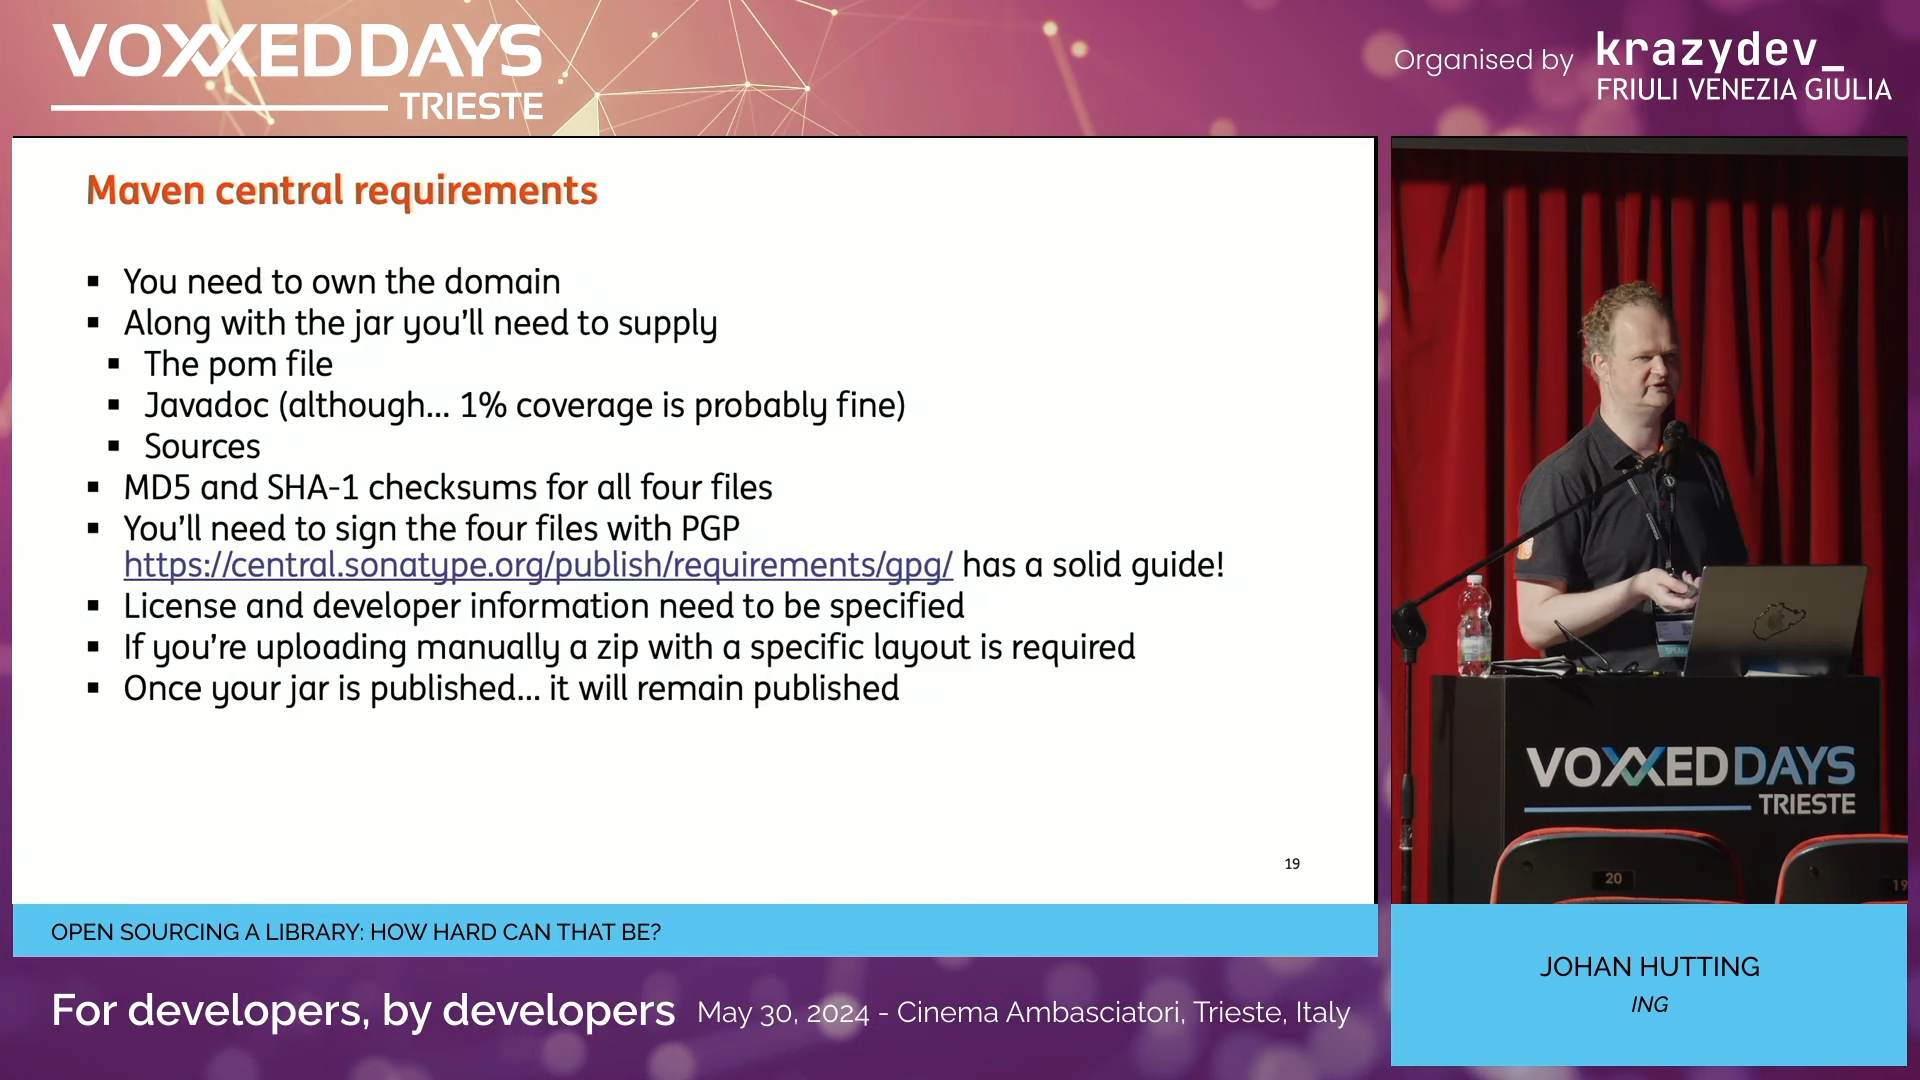 VOXXEDDAYS
TRIESTE
Organised by
krazydev_
FRIULI VENEZIA GIULIA
Maven central requirements
▪ You need to own the domain
▪ Along with the jar you’ll need to supply
▪ The pom file
▪ Javadoc (although... 1% coverage is probably fine)
▪ Sources
▪ MD5 and SHA-1 checksums for all four files
▪ You’ll need to sign the four files with PGP
https://central.sonatype.org/publish/requirements/gpg/ has a solid guide!
▪ License and developer information need to be specified
▪ If you’re uploading manually a zip with a specific layout is required
▪ Once your jar is published... it will remain published
19
VOXXEDDAYS
TRIESTE
20
19
OPEN SOURCING A LIBRARY: HOW HARD CAN THAT BE?
JOHAN HUTTING
ING
For developers, by developers
May 30, 2024 - Cinema Ambasciatori, Trieste, Italy